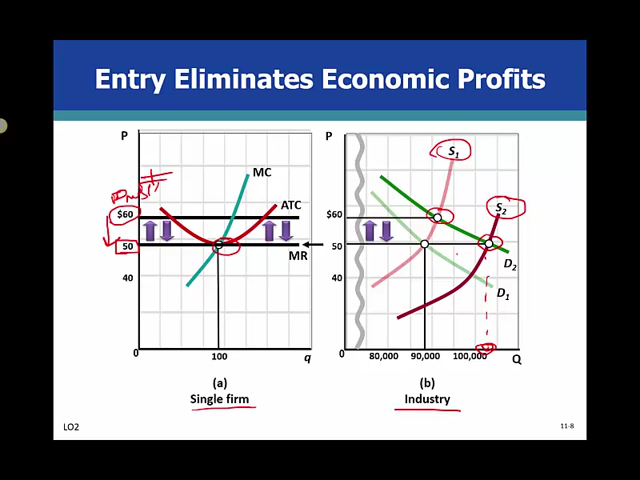 Entry Eliminates Economic Profits
P
P
MC
S1
ATC
$60
S2
$60
50
MR
50
D2
40
40
D1
0
100
q
0
80,000
90,000
100,000
Q
(a)
(b)
Single firm
Industry
LO2
11-8